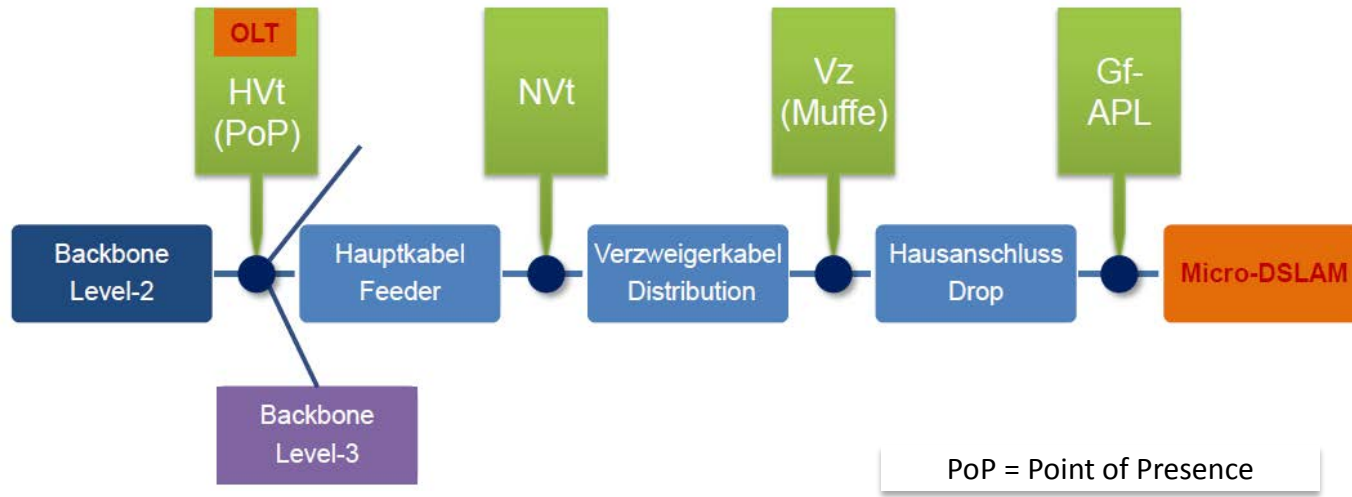 OLT
HVt
(PoP)
NVt
Vz
(Muffe)
Gf-
APL
Backbone
Level-2
Hauptkabel
Feeder
Verzweigerkabel
Distribution
Hausanschluss
Drop
Micro-DSLAM
Backbone
Level-3
PoP = Point of Presence